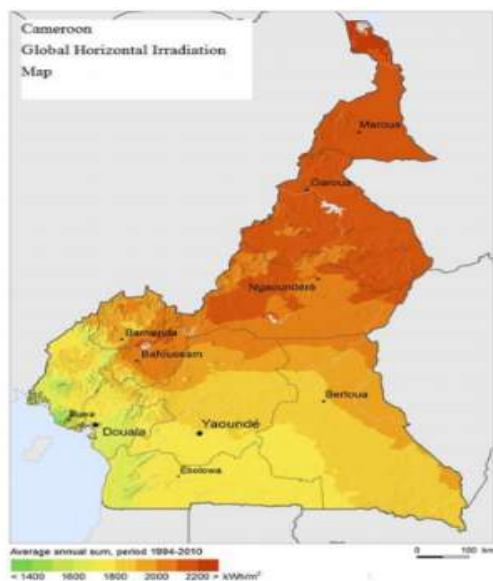 Cameroon
Global Horizontal Irradiation
Map
Maroua
Garoua
Ngaoundéré
Bamenda
Bafoussam
Bertoua
Buea
Douala
Yaoundé
Ebolowa
Average annual sum, period 1994-2010
< 1400 1600 1800 2000 2200 > kWh/m²
0 100 km